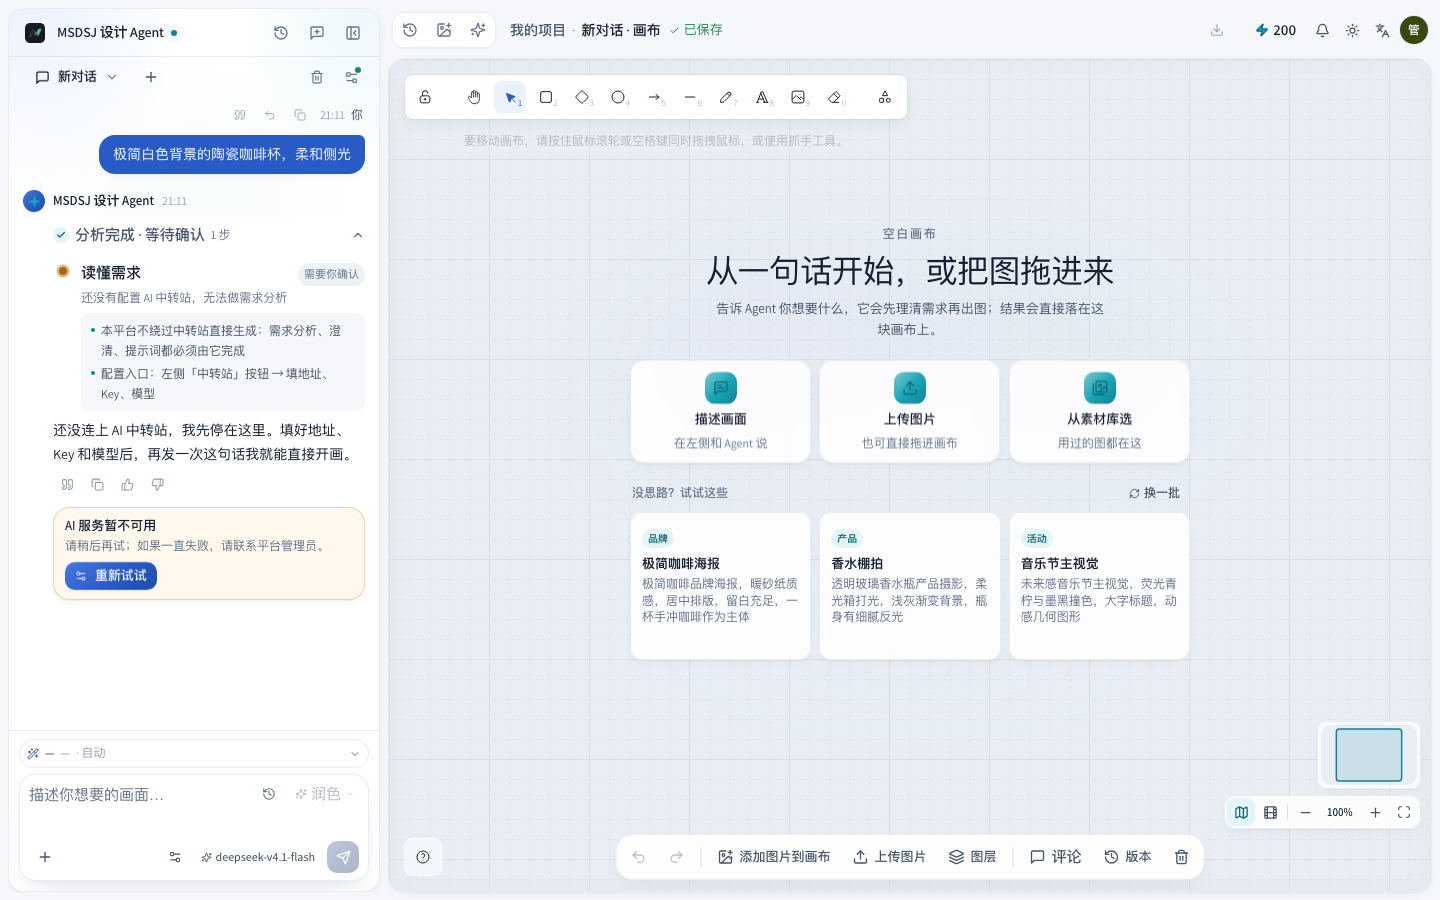 MSDSJ 设计 Agent
我的项目 · 新对话 · 画布 已保存
200
管
新对话
1
2
3
4
5
6
7
8
9
0
要移动画布，请按住鼠标滚轮或空格键同时拖拽鼠标，或使用抓手工具。
21:11 你
极简白色背景的陶瓷咖啡杯，柔和侧光
MSDSJ 设计 Agent 21:11
分析完成 · 等待确认 1 步
读懂需求 需要你确认
还没有配置 AI 中转站，无法做需求分析
本平台不绕过中转站直接生成：需求分析、澄
清、提示词都必须由它完成
配置入口：左侧「中转站」按钮 → 填地址、
Key、模型
还没连上 AI 中转站，我先停在这里。填好地址、
Key 和模型后，再发一次这句话我就能直接开画。
AI 服务暂不可用
请稍后再试；如果一直失败，请联系平台管理员。
重新试试
— — · 自动
描述你想要的画面…
润色
deepseek-v4.1-flash
空白画布
从一句话开始，或把图拖进来
告诉 Agent 你想要什么，它会先理清需求再出图；结果会直接落在这
块画布上。
描述画面
在左侧和 Agent 说
上传图片
也可直接拖进画布
从素材库选
用过的图都在这
没思路？试试这些
换一批
品牌
极简咖啡海报
极简咖啡品牌海报，暖砂纸质
感，居中排版，留白充足，一
杯手冲咖啡作为主体
产品
香水棚拍
透明玻璃香水瓶产品摄影，柔
光箱打光，浅灰渐变背景，瓶
身有细腻反光
活动
音乐节主视觉
未来感音乐节主视觉，荧光青
柠与墨黑撞色，大字标题，动
感几何图形
100%
添加图片到画布
上传图片
图层
评论
版本